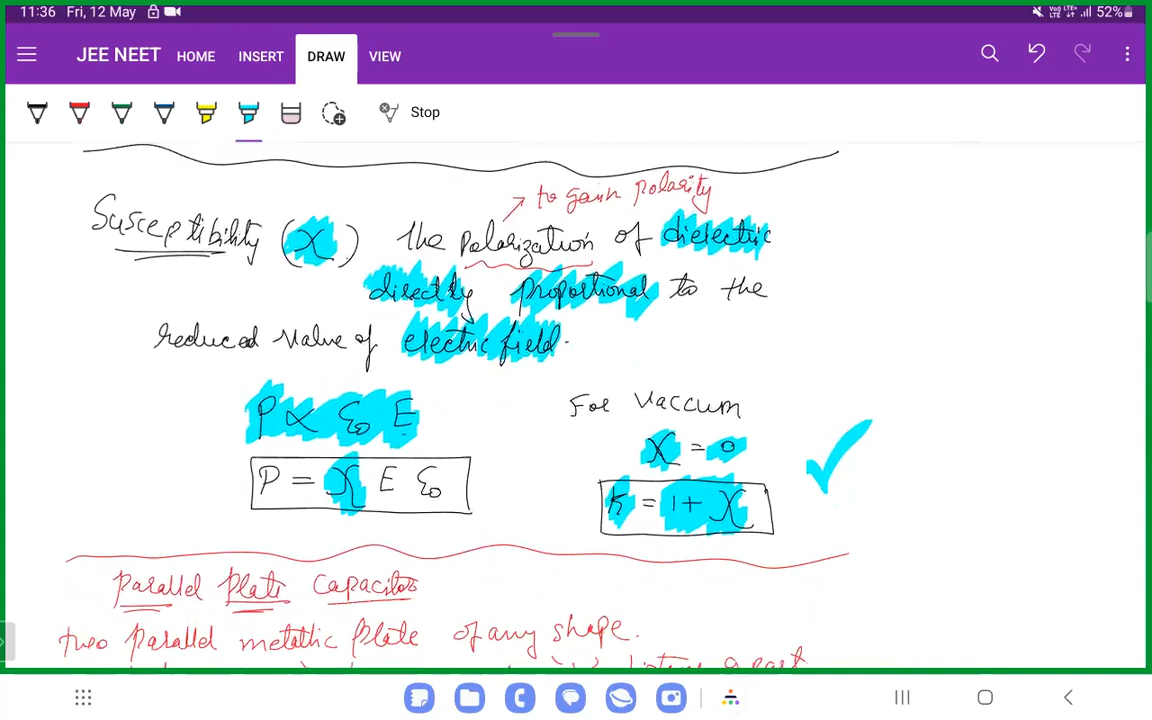 11:36 Fri, 12 May
52%
JEE NEET HOME INSERT DRAW VIEW
Stop
to gain polarity
Susceptibility (χ) The polarization of dielectric
directly proportional to the
reduced value of electric field.
P ∝ ε₀ E
P = χ E ε₀
For vaccum
χ = 0
K = 1 + χ
Parallel Plate Capacitor
two parallel metallic plate of any shape.